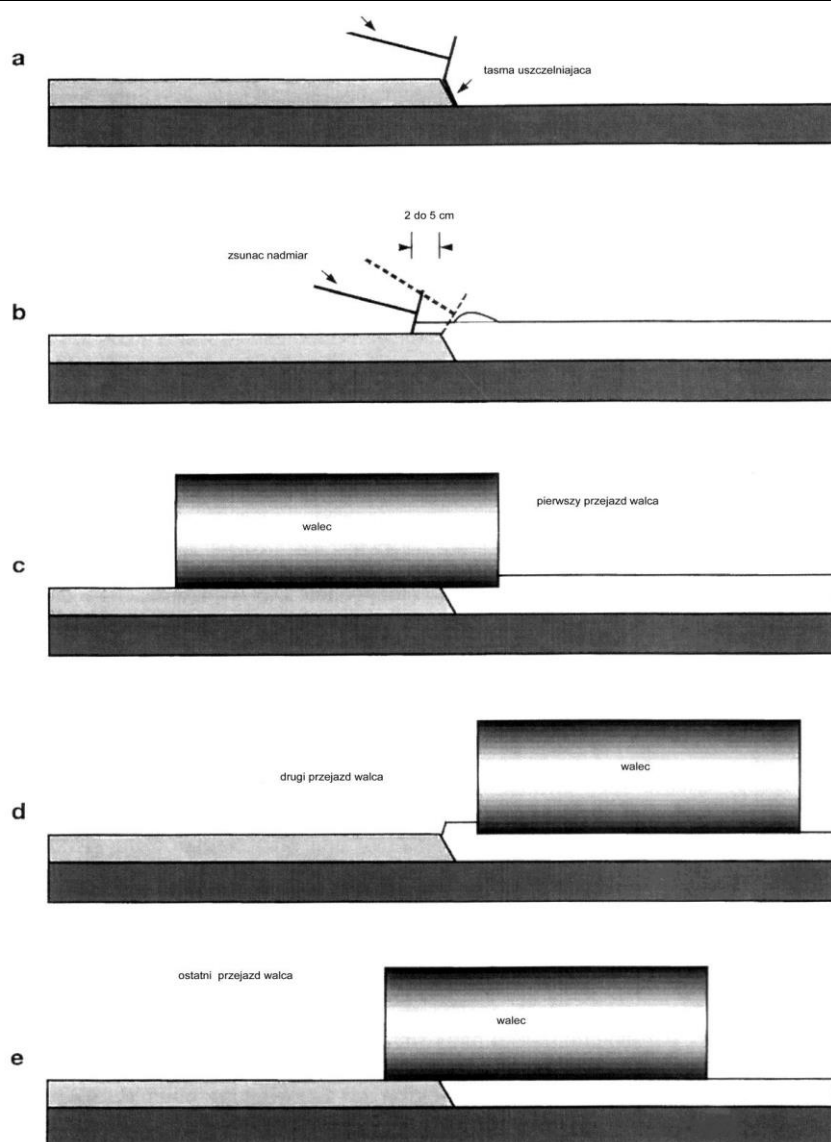 a
tasma uszczelniajaca
2 do 5 cm
zsunac nadmiar
b
pierwszy przejazd walca
walec
c
walec
drugi przejazd walca
d
ostatni przejazd walca
walec
e